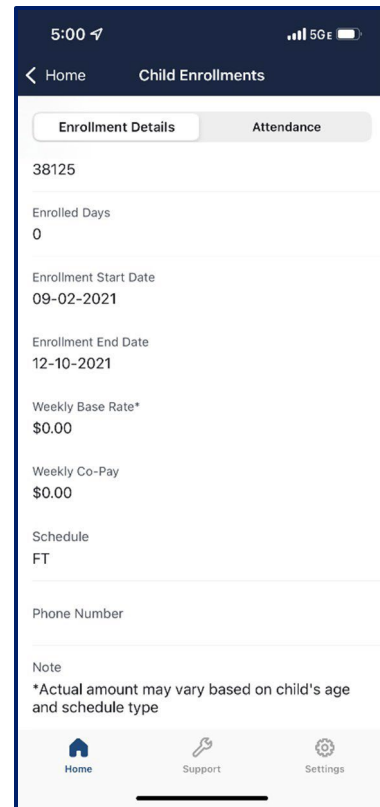 5:00 5GE
Home Child Enrollments
Enrollment Details Attendance
38125
Enrolled Days
0
Enrollment Start Date
09-02-2021
Enrollment End Date
12-10-2021
Weekly Base Rate*
$0.00
Weekly Co-Pay
$0.00
Schedule
FT
Phone Number
Note
*Actual amount may vary based on child's age
and schedule type
Home Support Settings